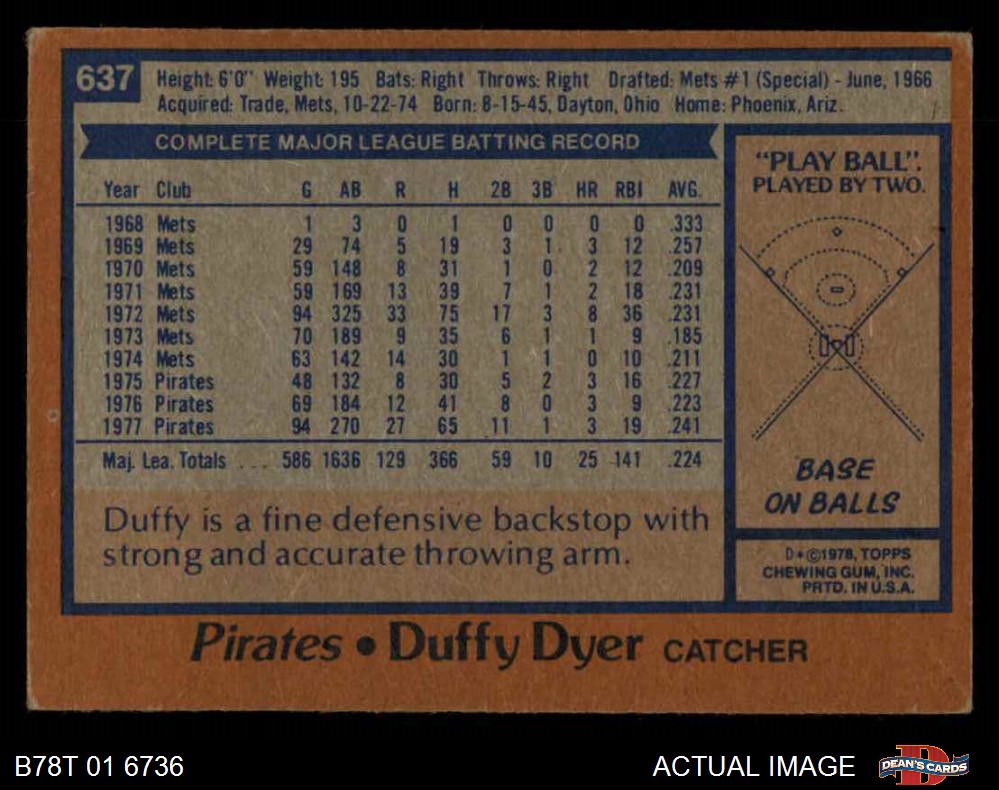 637
Height: 6'0" Weight: 195 Bats: Right Throws: Right Drafted: Mets #1 (Special) - June, 1966
Acquired: Trade, Mets, 10-22-74 Born: 8-15-45, Dayton, Ohio Home: Phoenix, Ariz.
COMPLETE MAJOR LEAGUE BATTING RECORD
Year Club G AB R H 2B 3B HR RBI AVG.
1968 Mets 1 3 0 1 0 0 0 0 .333
1969 Mets 29 74 5 19 3 1 3 12 .257
1970 Mets 59 148 8 31 1 0 2 12 .209
1971 Mets 59 169 13 39 7 1 2 18 .231
1972 Mets 94 325 33 75 17 3 8 36 .231
1973 Mets 70 189 9 35 6 1 1 9 .185
1974 Mets 63 142 14 30 1 1 0 10 .211
1975 Pirates 48 132 8 30 5 2 3 16 .227
1976 Pirates 69 184 12 41 8 0 3 9 .223
1977 Pirates 94 270 27 65 11 1 3 19 .241
Maj. Lea. Totals ... 586 1636 129 366 59 10 25 141 .224
Duffy is a fine defensive backstop with
strong and accurate throwing arm.
"PLAY BALL".
PLAYED BY TWO.
BASE
ON BALLS
D*©1978, TOPPS
CHEWING GUM, INC.
PRTD. IN U.S.A.
Pirates • Duffy Dyer CATCHER
B78T 01 6736
ACTUAL IMAGE
D
DEAN'S CARDS